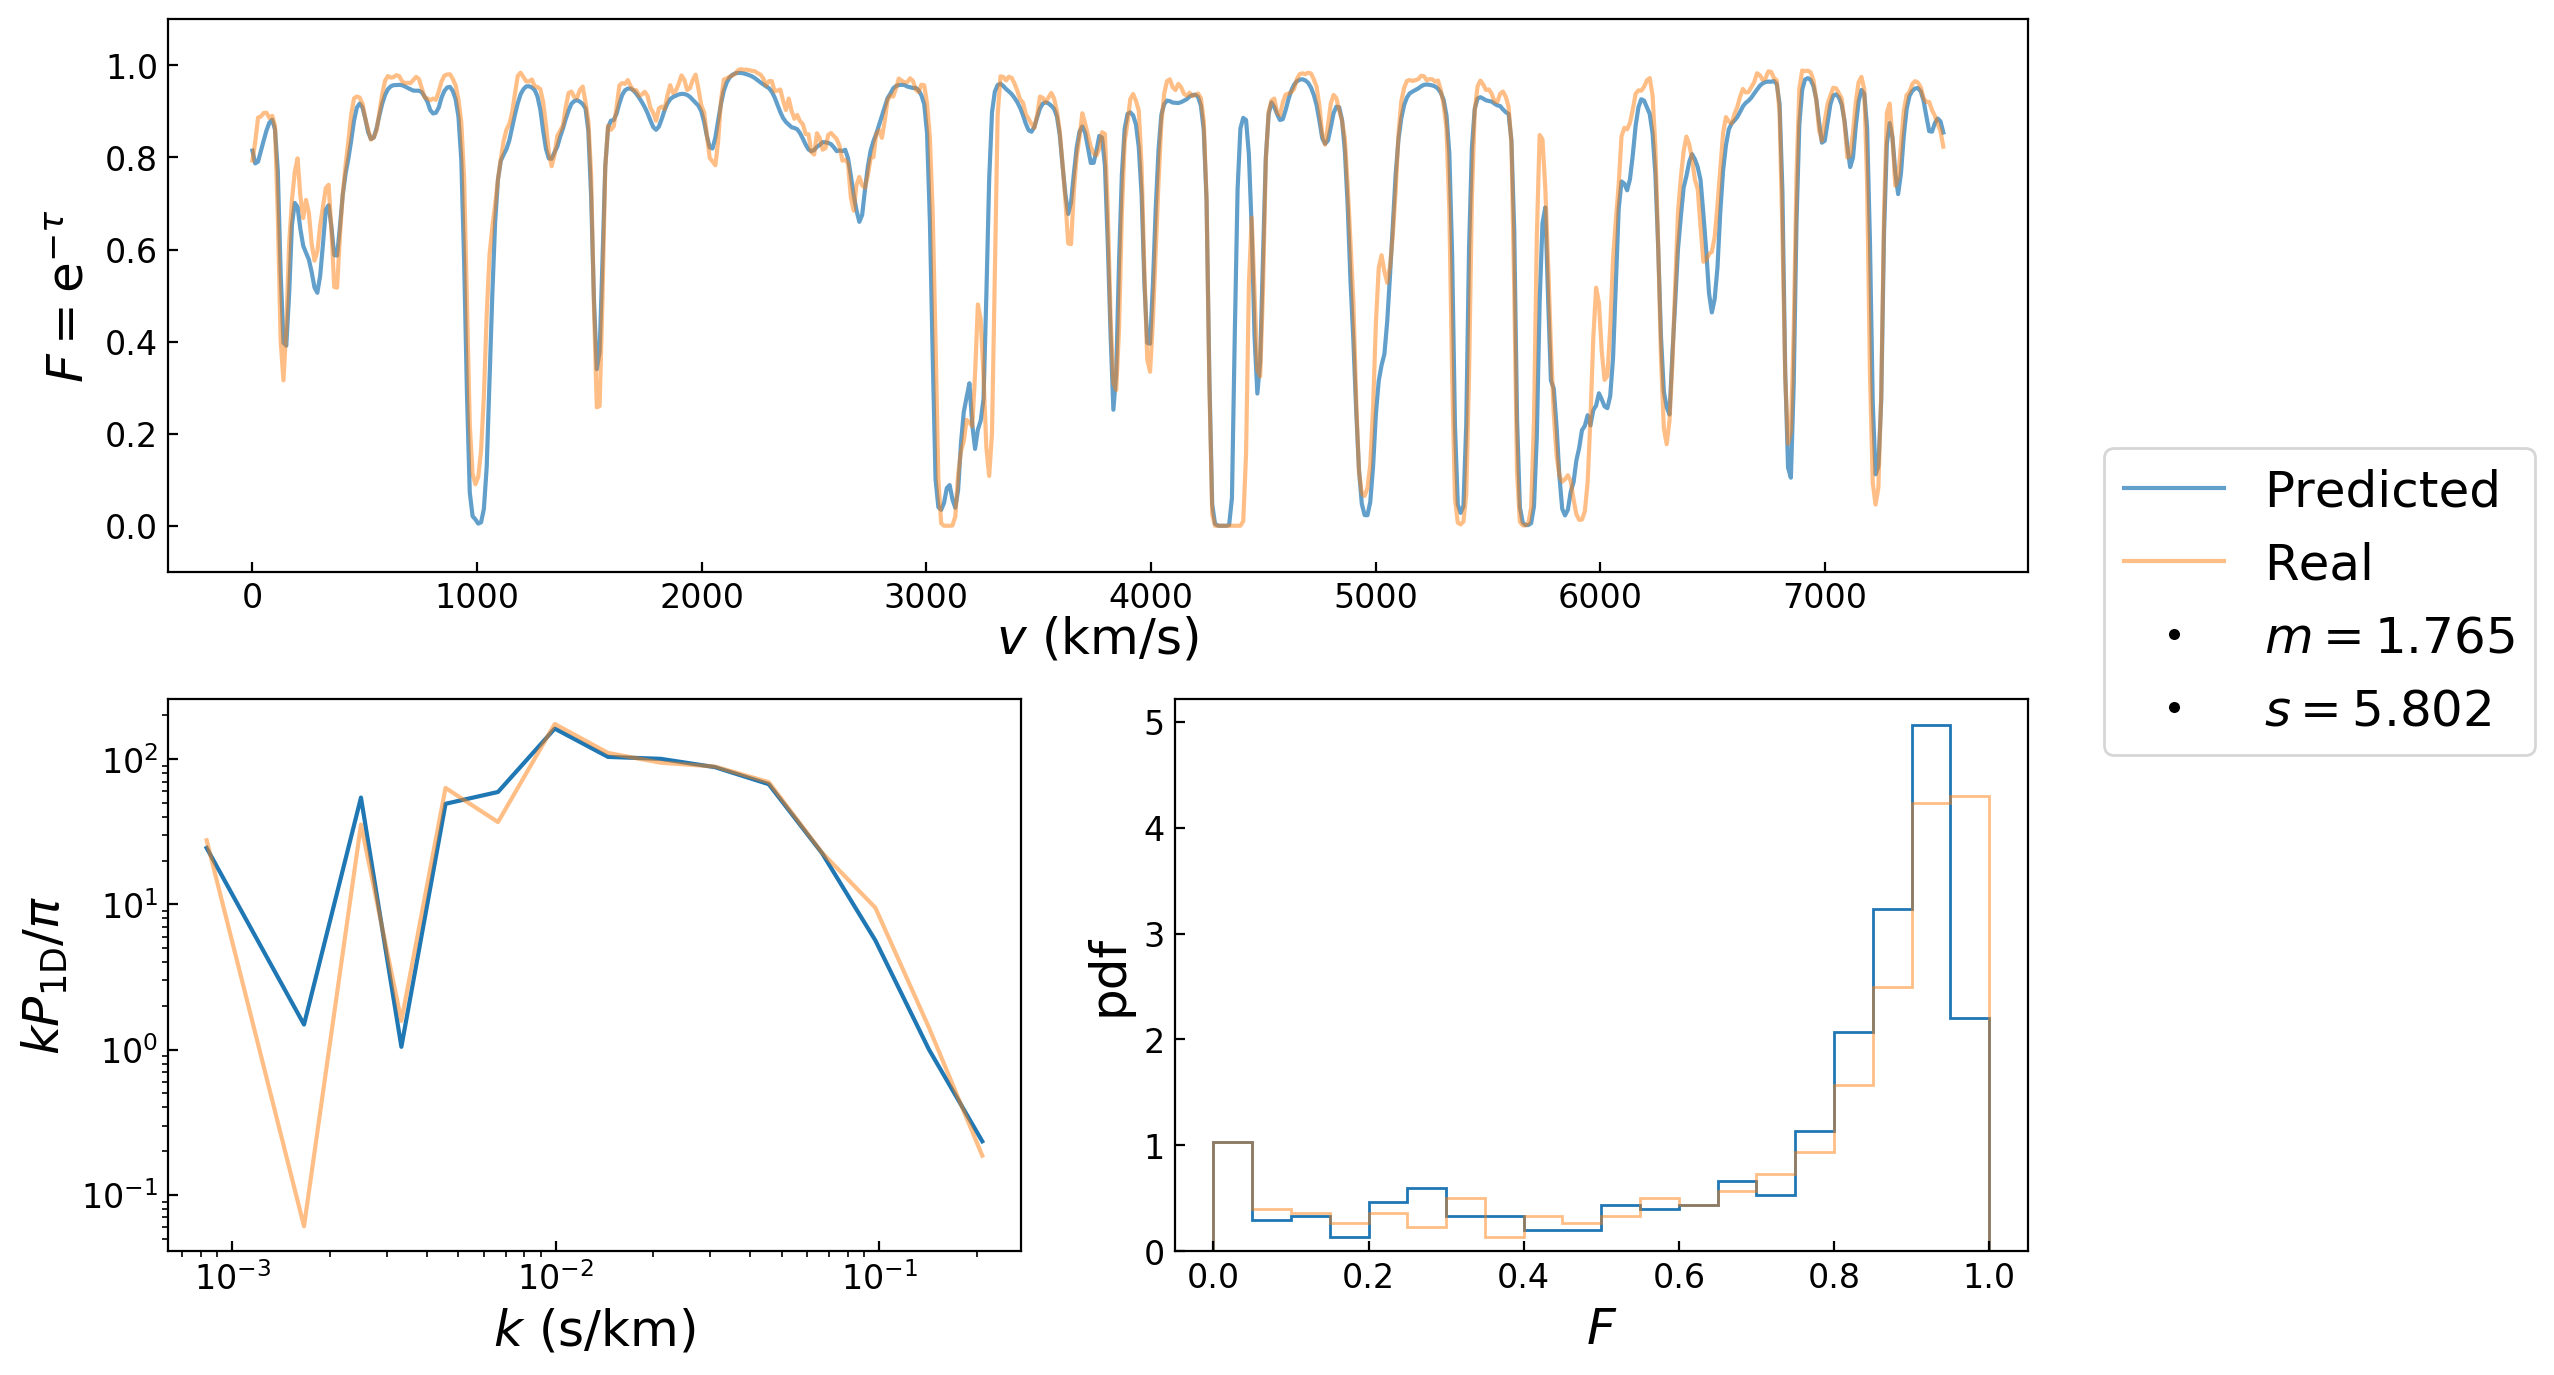 1.0
0.8
0.6
0.4
0.2
0.0
F = e^{-τ}
0 1000 2000 3000 4000 5000 6000 7000
v (km/s)
Predicted
Real
m = 1.765
s = 5.802
10^2
10^1
10^0
10^{-1}
kP_{1D}/π
10^{-3} 10^{-2} 10^{-1}
k (s/km)
5
4
3
2
1
0
pdf
0.0 0.2 0.4 0.6 0.8 1.0
F